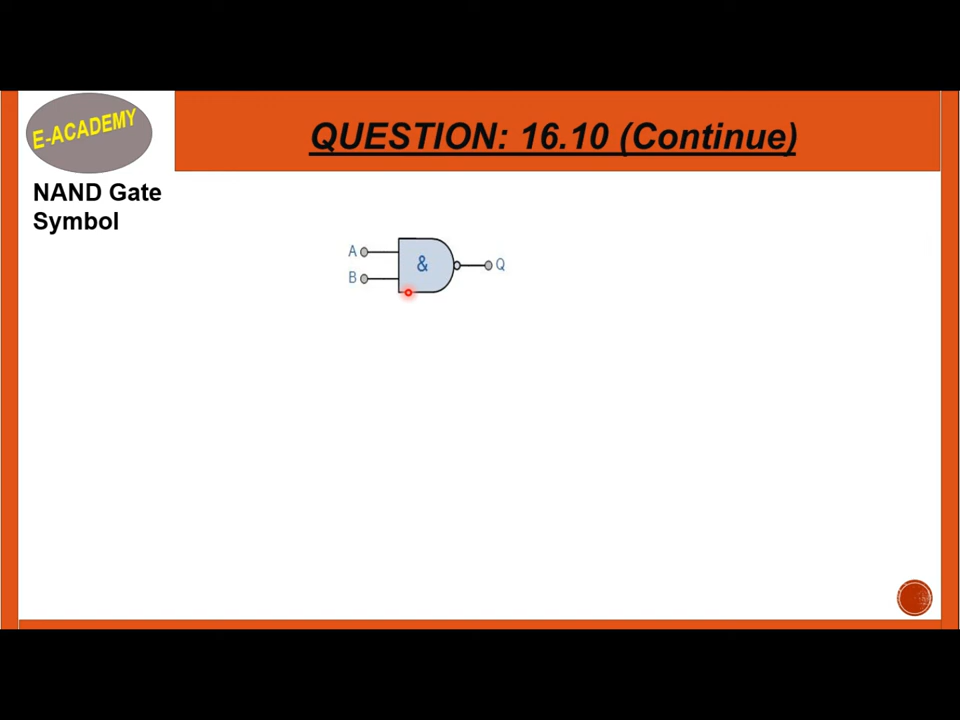 E-ACADEMY
QUESTION: 16.10 (Continue)
NAND Gate
Symbol
A
B
&
Q